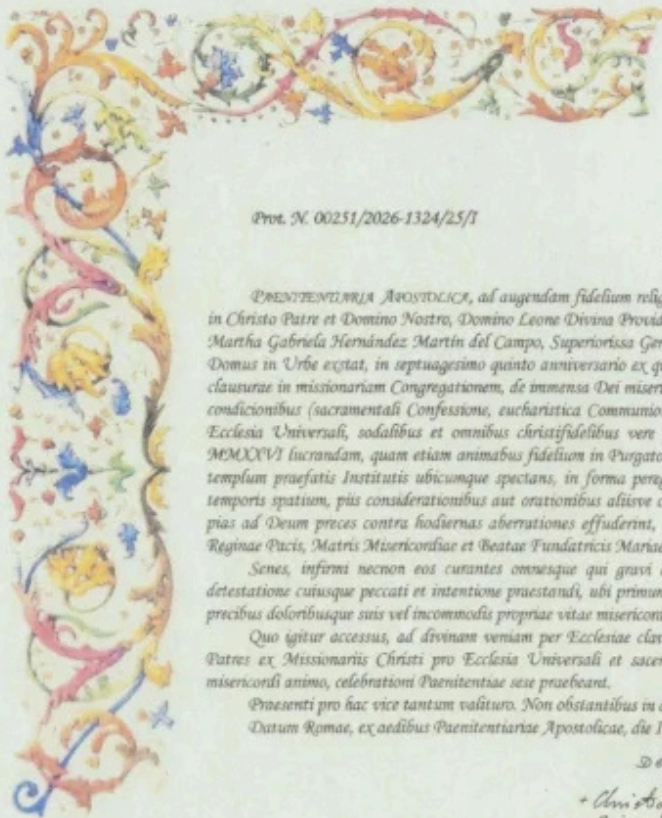 Prot. N. 00251/2026-1324/25/I
PAENITENTIARIA APOSTOLICA, ad augendam fidelium relig
in Christo Patre et Domino Nostro, Domino Leone Divina Provid
Martha Gabriela Hernández Martín del Campo, Superiorissa Gen
Domus in Urbe exstat, in septuagesimo quinto anniversario ex qu
clausurae in missionariam Congregationem, de immensa Dei miseri
condicionibus (sacramentali Confessione, eucharistica Communio
Ecclesia Universali, sodalibus et omnibus christifidelibus vere
MMXXVI lucrandam, quam etiam animabus fidelium in Purgato
templum praefatis Institutis ubicumque spectans, in forma pereg
temporis spatium, piis considerationibus aut orationibus aliisve
pias ad Deum preces contra hodiernas aberrationes effuderint,
Reginae Pacis, Matris Misericordiae et Beatae Fundatricis Mariae
Senes, infirmi necnon eos curantes omnesque qui gravi
detestatione cuiusque peccati et intentione praestandi, ubi primum
precibus doloribusque suis vel incommodis propriae vitae misericord
Quo igitur accessus, ad divinam veniam per Ecclesiae clav
Patres ex Missionariis Christi pro Ecclesia Universali et sacer
misericordi animo, celebrationi Paenitentiae sese praebeant.
Praesenti pro hac vice tantum valituro. Non obstantibus in
Datum Romae, ex aedibus Paenitentiariae Apostolicae, die I
De
+ Christo